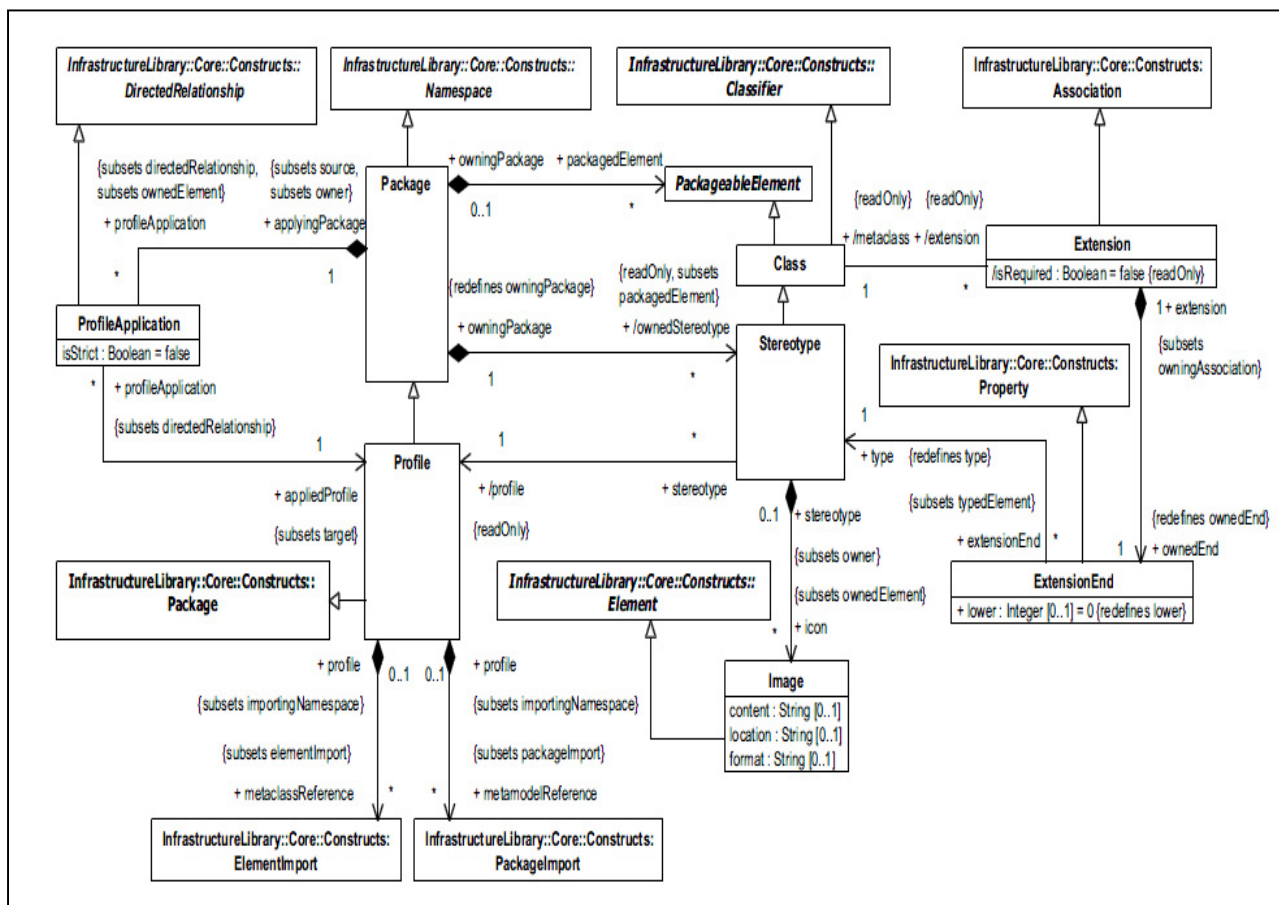 InfrastructureLibrary::Core::Constructs::
DirectedRelationship
InfrastructureLibrary::Core::Constructs::
Namespace
InfrastructureLibrary::Core::Constructs::
Classifier
InfrastructureLibrary::Core::Constructs:
Association
{subsets directedRelationship,
subsets ownedElement}
+ profileApplication
*
{subsets source,
subsets owner}
+ applyingPackage
1
Package
+ owningPackage
0..1
+ packagedElement
*
PackageableElement
{readOnly}
+ /metaclass
1
{readOnly}
+ /extension
*
Class
Extension
/isRequired : Boolean = false {readOnly}
{redefines owningPackage}
+ owningPackage
1
{readOnly, subsets
packagedElement}
+ /ownedStereotype
*
Stereotype
ProfileApplication
isStrict : Boolean = false
* + profileApplication
{subsets directedRelationship}
1
+ appliedProfile
{subsets target}
Profile
1
+ /profile
{readOnly}
*
+ stereotype
1 + extension
{subsets
owningAssociation}
InfrastructureLibrary::Core::Constructs:
Property
1
+ type {redefines type}
{subsets typedElement}
+ extensionEnd *
{redefines ownedEnd}
1 + ownedEnd
ExtensionEnd
+ lower : Integer [0..1] = 0 {redefines lower}
0..1 + stereotype
{subsets owner}
{subsets ownedElement}
* + icon
InfrastructureLibrary::Core::Constructs::
Package
InfrastructureLibrary::Core::Constructs::
Element
Image
content : String [0..1]
location : String [0..1]
format : String [0..1]
+ profile 0..1
{subsets importingNamespace}
{subsets elementImport}
+ metaclassReference *
0..1 + profile
{subsets importingNamespace}
{subsets packageImport}
* + metamodelReference
InfrastructureLibrary::Core::Constructs:
ElementImport
InfrastructureLibrary::Core::Constructs:
PackageImport